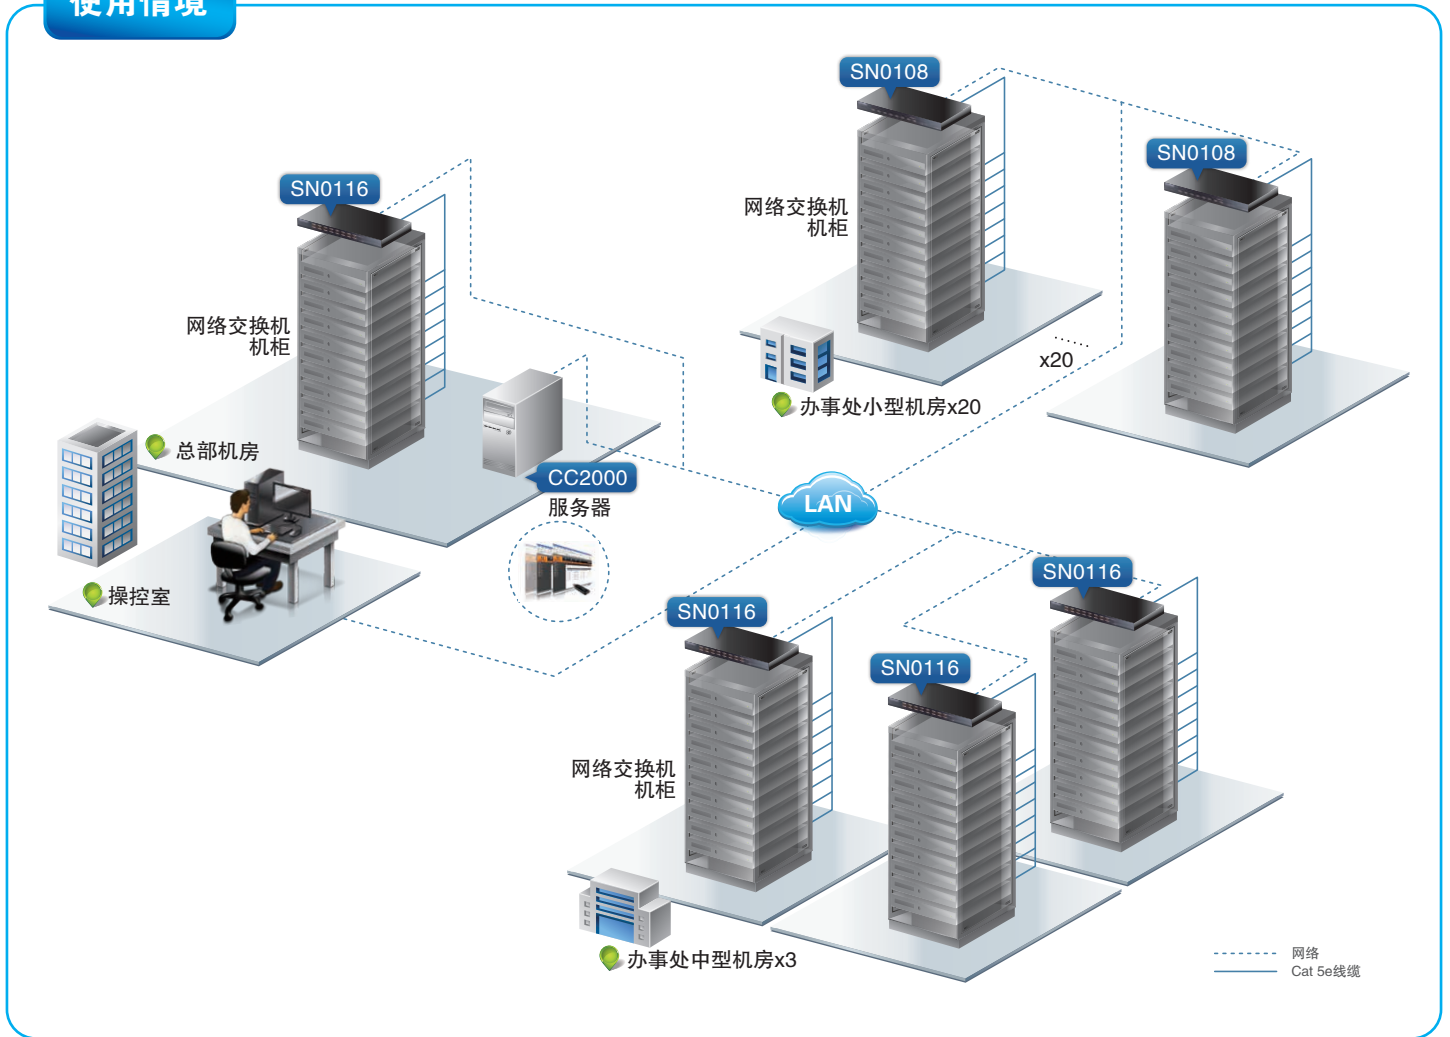 使用情境
SN0116
网络交换机
机柜
总部机房
CC2000
服务器
操控室
SN0108
网络交换机
机柜
办事处小型机房x20
......
x20
SN0108
LAN
SN0116
网络交换机
机柜
SN0116
SN0116
办事处中型机房x3
网络
Cat 5e线缆